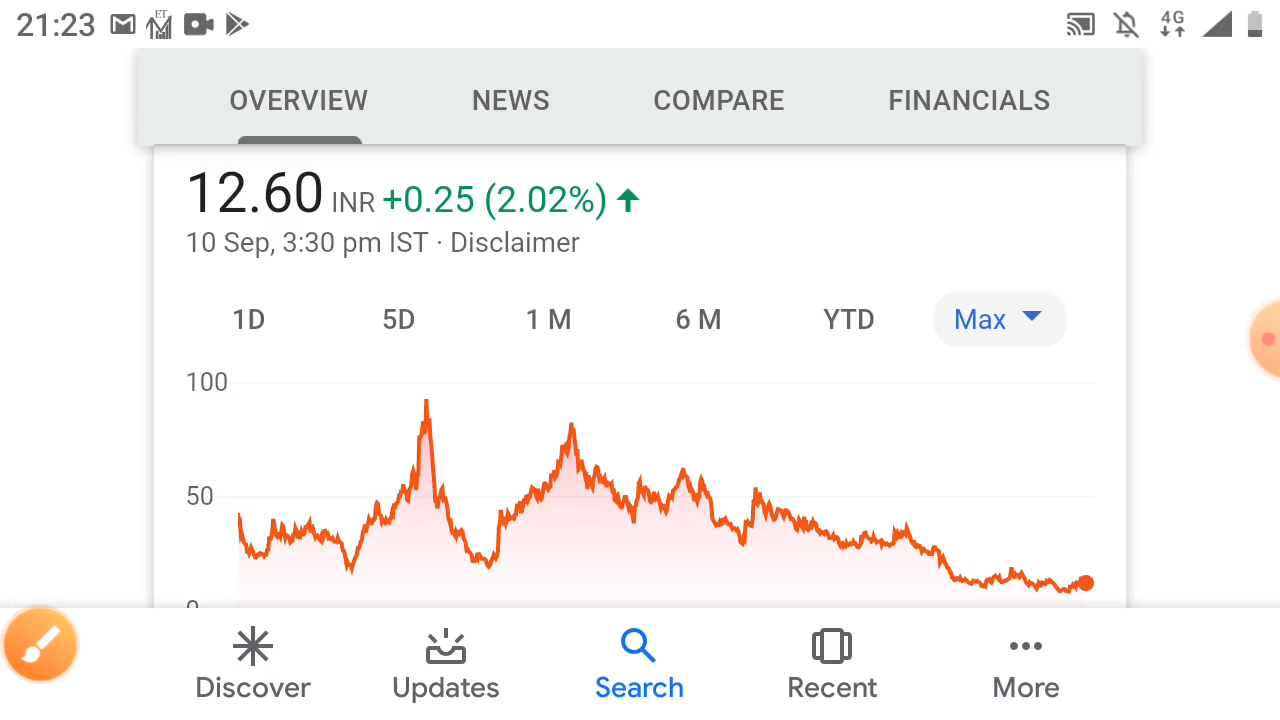 21:23 ET 4G
OVERVIEW NEWS COMPARE FINANCIALS
12.60 INR +0.25 (2.02%)
10 Sep, 3:30 pm IST · Disclaimer
1D 5D 1 M 6 M YTD Max
100
50
0
Discover Updates Search Recent More